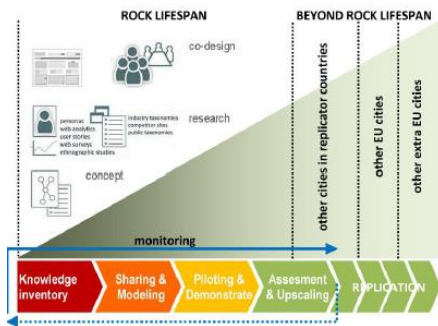 ROCK LIFESPAN
BEYOND ROCK LIFESPAN
co-design
personas
web analytics
user stories
web surveys
ethnographic studies
industry taxonomies
competitor sites
public taxonomies
research
concept
other cities in replicator countries
other EU cities
other extra EU cities
monitoring
Knowledge
inventory
Sharing &
Modeling
Piloting &
Demonstrate
Assesment
& Upscaling
REPLICATION